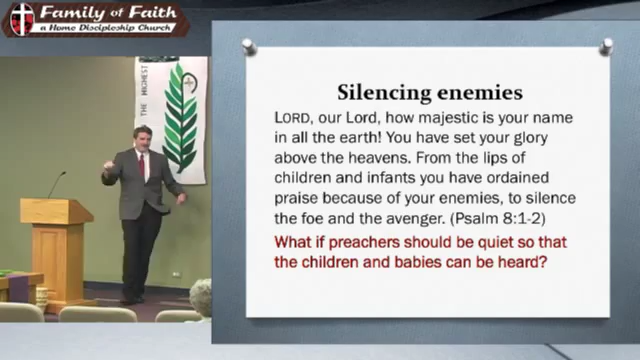 Family of Faith
a Home Discipleship Church
THE HIGHEST
Silencing enemies
LORD, our Lord, how majestic is your name
in all the earth! You have set your glory
above the heavens. From the lips of
children and infants you have ordained
praise because of your enemies, to silence
the foe and the avenger. (Psalm 8:1-2)
What if preachers should be quiet so that
the children and babies can be heard?